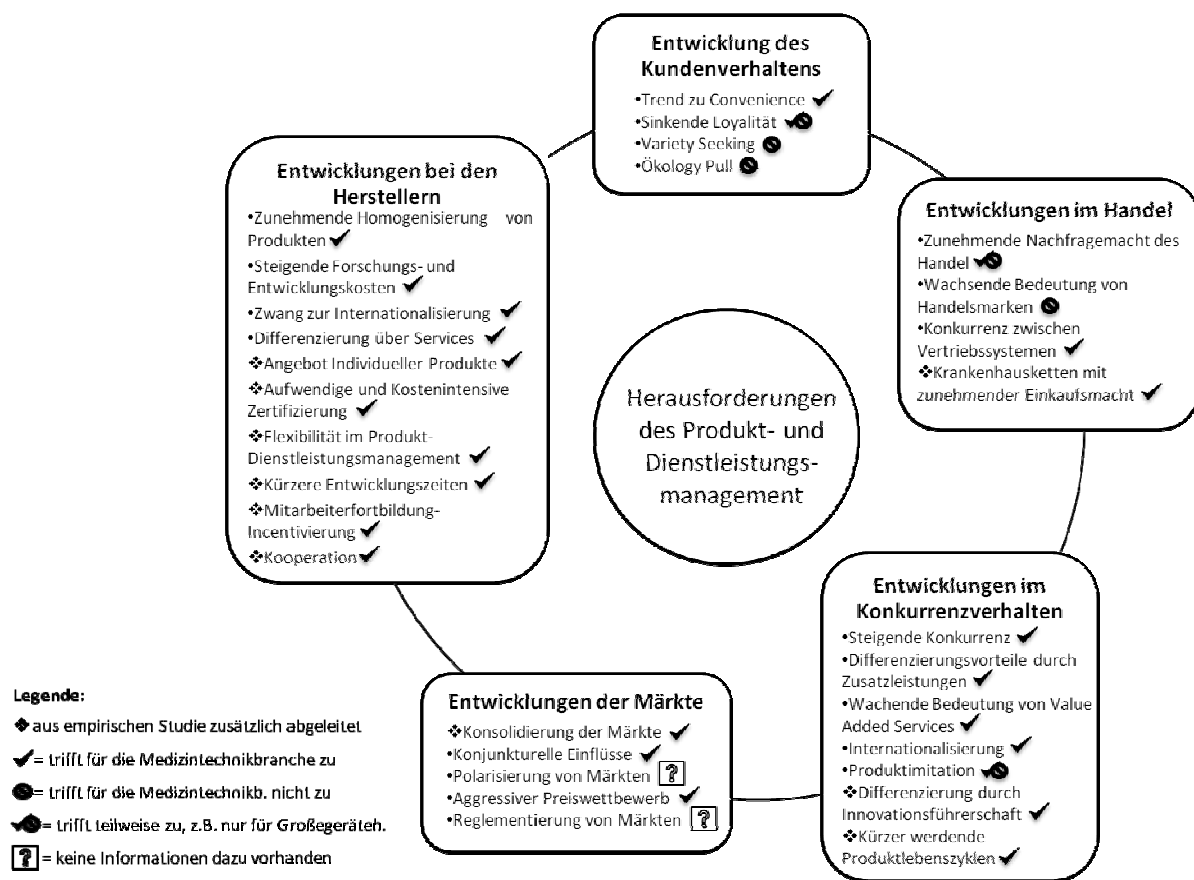 Entwicklung des
Kundenverhaltens
•Trend zu Convenience ✔
•Sinkende Loyalität
•Variety Seeking
•Ökology Pull
Entwicklungen bei den
Herstellern
•Zunehmende Homogenisierung von
Produkten ✔
•Steigende Forschungs- und
Entwicklungskosten ✔
•Zwang zur Internationalisierung ✔
•Differenzierung über Services ✔
❖Angebot Individueller Produkte ✔
❖Aufwendige und Kostenintensive
Zertifizierung ✔
❖Flexibilität im Produkt-
Dienstleistungsmanagement ✔
❖Kürzere Entwicklungszeiten ✔
❖Mitarbeiterfortbildung-
Incentivierung ✔
❖Kooperation ✔
Entwicklungen im Handel
•Zunehmende Nachfragemacht des
Handel
•Wachsende Bedeutung von
Handelsmarken
•Konkurrenz zwischen
Vertriebssystemen ✔
❖Krankenhausketten mit
zunehmender Einkaufsmacht ✔
Herausforderungen
des Produkt- und
Dienstleistungs-
management
Entwicklungen im
Konkurrenzverhalten
•Steigende Konkurrenz ✔
•Differenzierungsvorteile durch
Zusatzleistungen ✔
•Wachende Bedeutung von Value
Added Services ✔
•Internationalisierung ✔
•Produktimitation
❖Differenzierung durch
Innovationsführerschaft ✔
❖Kürzer werdende
Produktlebenszyklen ✔
Entwicklungen der Märkte
❖Konsolidierung der Märkte ✔
•Konjunkturelle Einflüsse ✔
•Polarisierung von Märkten ?
•Aggressiver Preiswettbewerb ✔
•Reglementierung von Märkten ?
Legende:
❖ aus empirischen Studie zusätzlich abgeleitet
✔= trifft für die Medizintechnikbranche zu
= trifft für die Medizintechnikb. nicht zu
= trifft teilweise zu, z.B. nur für Großegeräteh.
? = keine Informationen dazu vorhanden